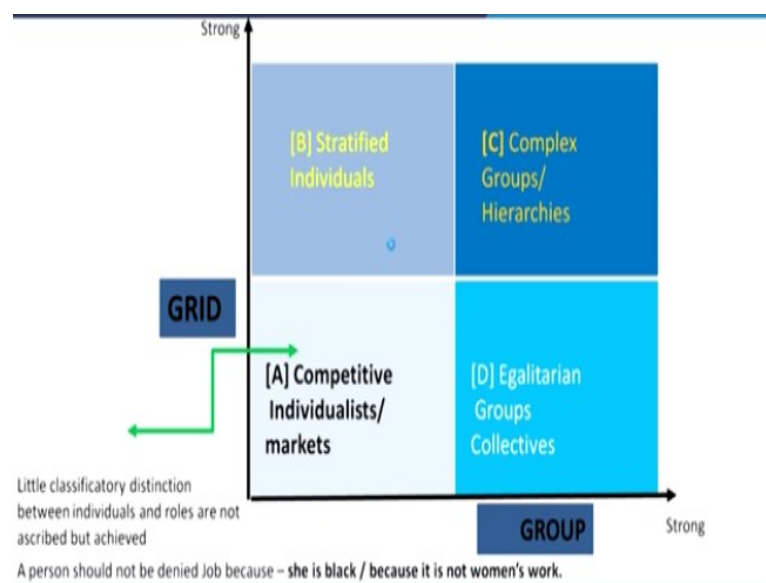 Strong
[B] Stratified
Individuals
[C] Complex
Groups/
Hierarchies
GRID
[A] Competitive
Individualists/
markets
[D] Egalitarian
Groups
Collectives
Little classificatory distinction
between individuals and roles are not
ascribed but achieved
GROUP
Strong
A person should not be denied Job because – she is black / because it is not women's work.